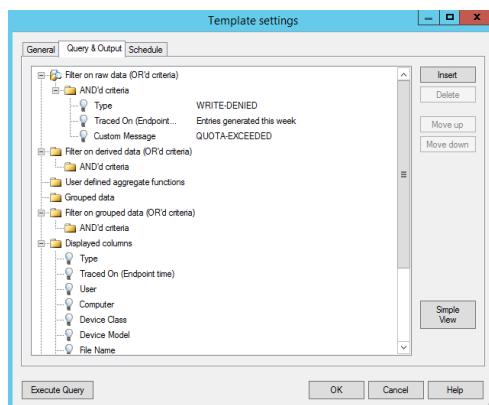 Template settings
General Query & Output Schedule
Filter on raw data (OR'd criteria)
AND'd criteria
Type WRITE-DENIED
Traced On (Endpoint... Entries generated this week
Custom Message QUOTA-EXCEEDED
Filter on derived data (OR'd criteria)
AND'd criteria
User defined aggregate functions
Grouped data
Filter on grouped data (OR'd criteria)
AND'd criteria
Displayed columns
Type
Traced On (Endpoint time)
User
Computer
Device Class
Device Model
File Name
Insert
Delete
Move up
Move down
Simple
View
Execute Query OK Cancel Help